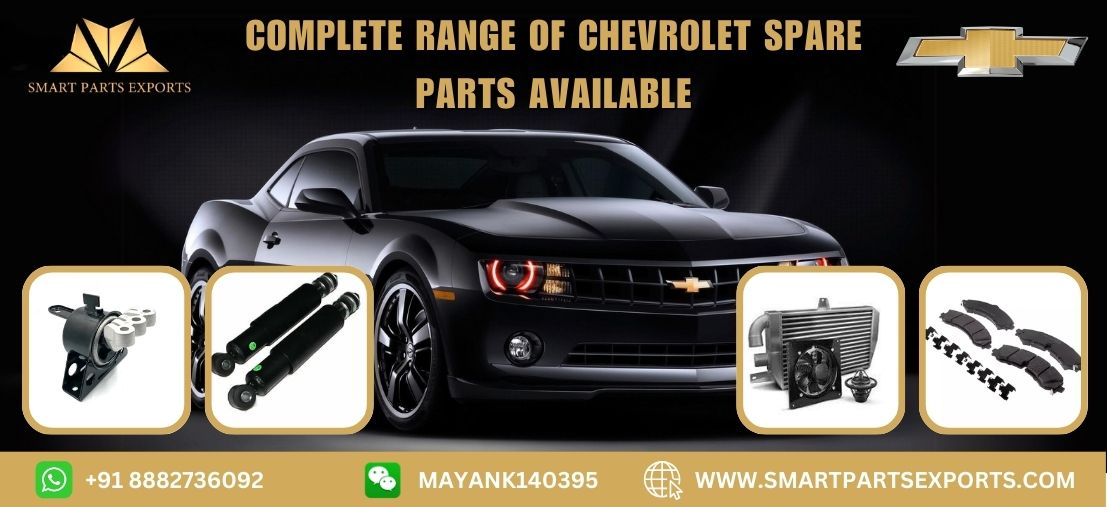 COMPLETE RANGE OF CHEVROLET SPARE
PARTS AVAILABLE
SMART PARTS EXPORTS
+91 8882736092
MAYANK140395
WWW.SMARTPARTSEXPORTS.COM